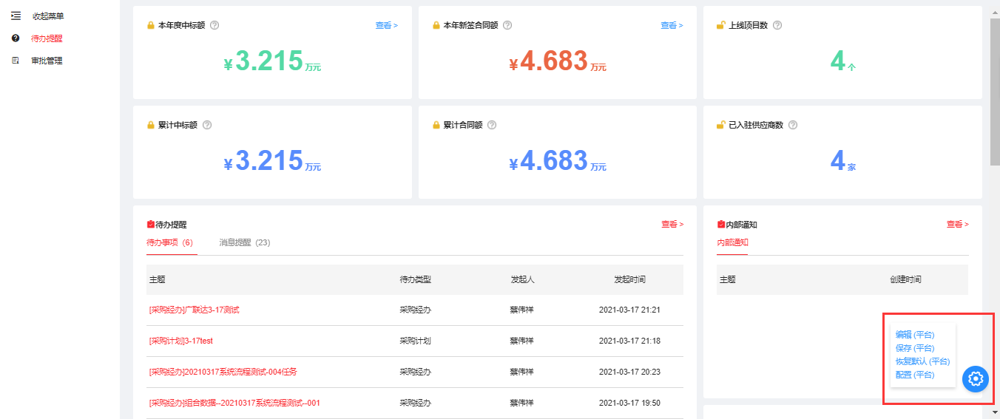 收起菜单
待办提醒
审批管理
本年度中标额
查看 >
¥ 3.215 万元
本年新签合同额
查看 >
¥ 4.683 万元
上线项目数
4 个
累计中标额
¥ 3.215 万元
累计合同额
¥ 4.683 万元
已入驻供应商数
4 家
待办提醒
查看 >
待办事项 (6) 消息提醒 (23)
主题 待办类型 发起人 发起时间
[采购经办]广联达3-17测试 采购经办 蔡伟祥 2021-03-17 21:21
[采购计划]3-17test 采购计划 蔡伟祥 2021-03-17 21:18
[采购经办]20210317系统流程测试-004任务 采购经办 蔡伟祥 2021-03-17 20:23
[采购经办]组合数据--20210317系统流程测试--001 采购经办 蔡伟祥 2021-03-17 19:50
内部通知
查看 >
内部通知
主题 创建时间
编辑 (平台)
保存 (平台)
恢复默认 (平台)
配置 (平台)